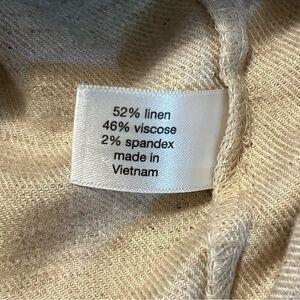 52% linen
46% viscose
2% spandex
made in
Vietnam